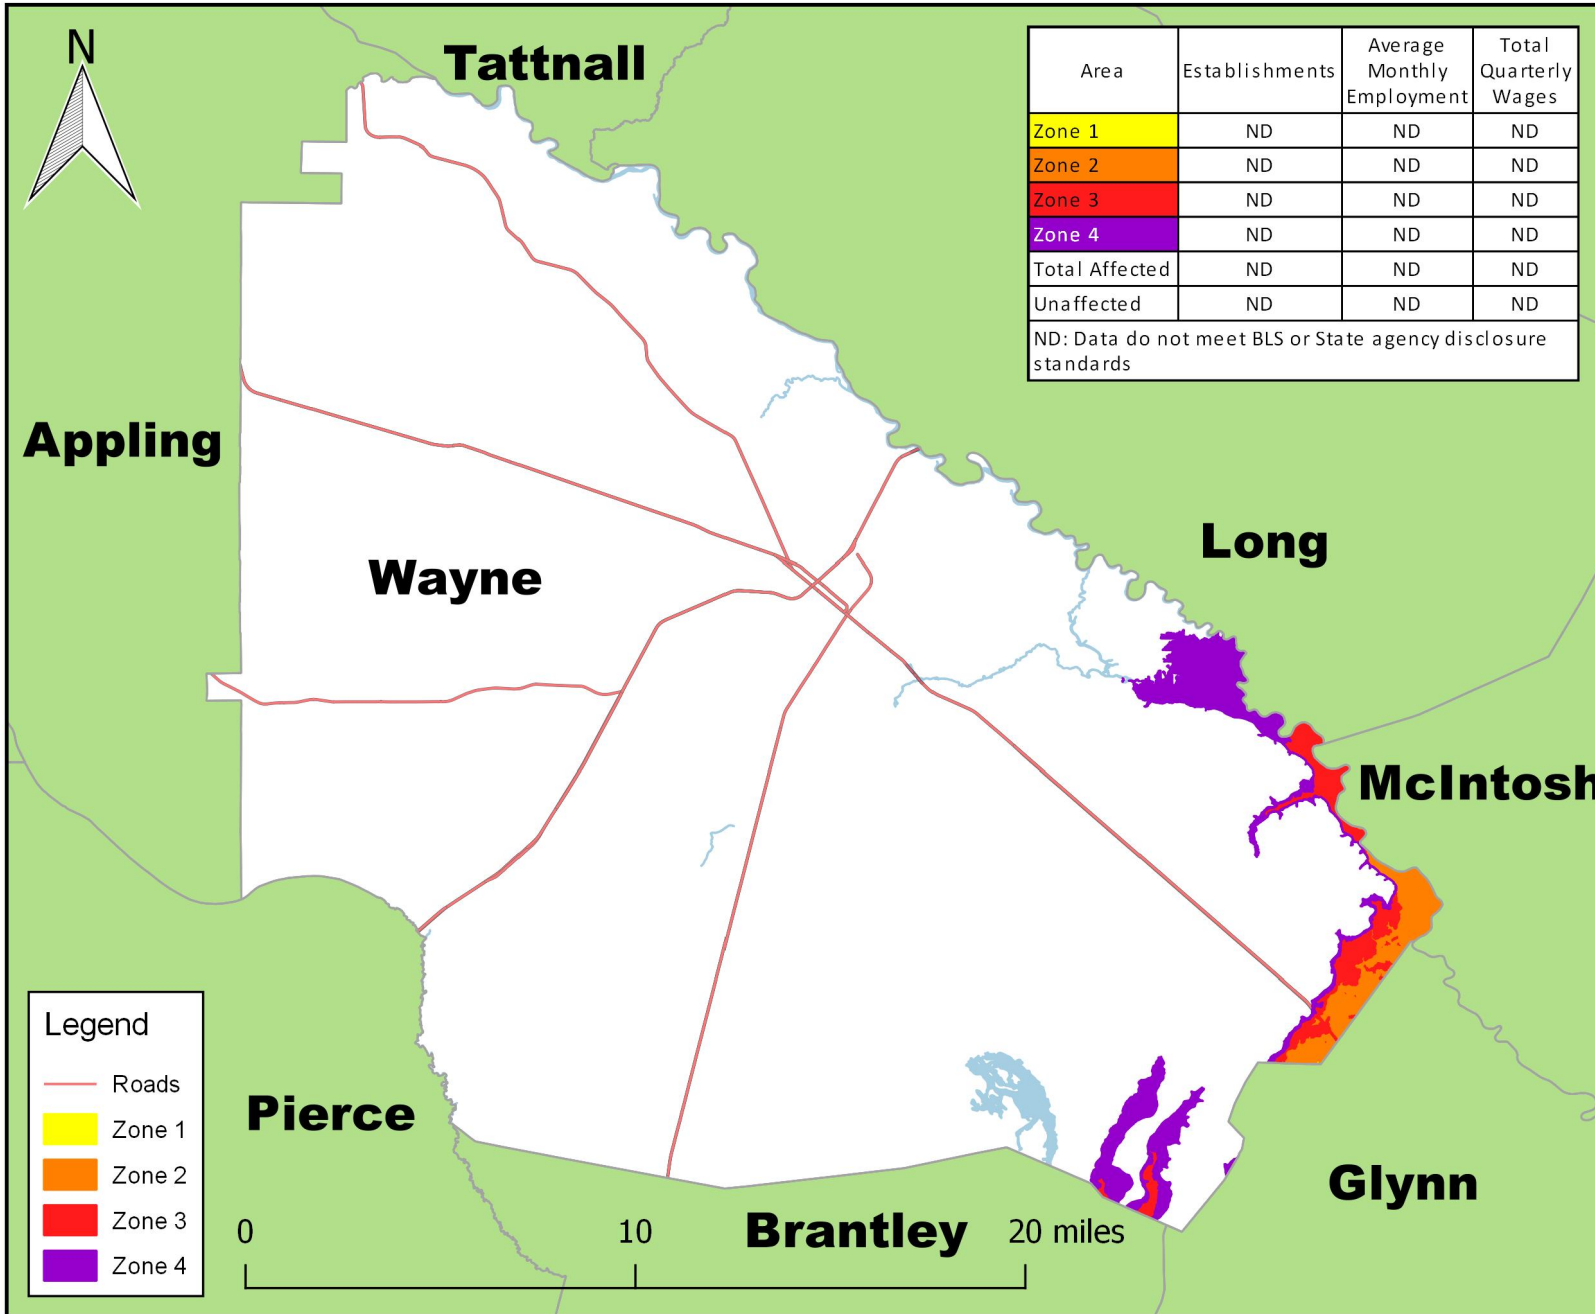 N
Tattnall
Area
Establishments
Average
Monthly
Employment
Total
Quarterly
Wages
Zone 1 ND ND ND
Zone 2 ND ND ND
Zone 3 ND ND ND
Zone 4 ND ND ND
Total Affected ND ND ND
Unaffected ND ND ND
ND: Data do not meet BLS or State agency disclosure
standards
Appling
Wayne
Long
McIntosh
Pierce
Glynn
Brantley
Legend
Roads
Zone 1
Zone 2
Zone 3
Zone 4
0 10 20 miles